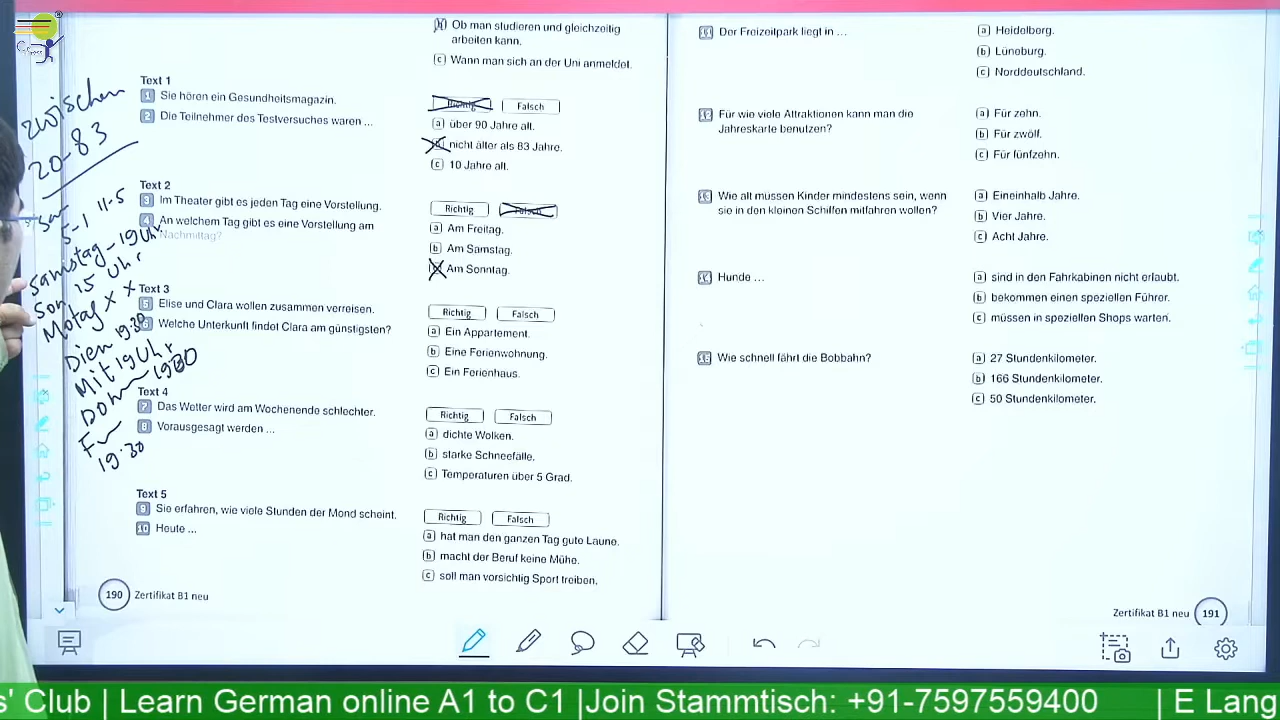 Ob man studieren und gleichzeitig
arbeiten kann.
c Wann man sich an der Uni anmeldet.
Text 1
1 Sie hören ein Gesundheitsmagazin.
Richtig Falsch
2 Die Teilnehmer des Testversuches waren ...
a über 90 Jahre alt.
b nicht älter als 83 Jahre.
c 10 Jahre alt.
Text 2
3 Im Theater gibt es jeden Tag eine Vorstellung.
Richtig Falsch
4 An welchem Tag gibt es eine Vorstellung am
Nachmittag?
a Am Freitag.
b Am Samstag.
c Am Sonntag.
Text 3
5 Elise und Clara wollen zusammen verreisen.
Richtig Falsch
6 Welche Unterkunft findet Clara am günstigsten?
a Ein Appartement.
b Eine Ferienwohnung.
c Ein Ferienhaus.
Text 4
7 Das Wetter wird am Wochenende schlechter.
Richtig Falsch
8 Vorausgesagt werden ...
a dichte Wolken.
b starke Schneefälle.
c Temperaturen über 5 Grad.
Text 5
9 Sie erfahren, wie viele Stunden der Mond scheint.
Richtig Falsch
10 Heute ...
a hat man den ganzen Tag gute Laune.
b macht der Beruf keine Mühe.
c soll man vorsichtig Sport treiben.
190 Zertifikat B1 neu
zwischen
20-83
5-1 11-5
Samstag - 19 Uhr
Son 15 Uhr
Motag x x
Dien 19:30
Mit 19 Uhr
Don 19:30
F
19.30
Der Freizeitpark liegt in ...
a Heidelberg.
b Lüneburg.
c Norddeutschland.
Für wie viele Attraktionen kann man die
Jahreskarte benutzen?
a Für zehn.
b Für zwölf.
c Für fünfzehn.
Wie alt müssen Kinder mindestens sein, wenn
sie in den kleinen Schiffen mitfahren wollen?
a Eineinhalb Jahre.
b Vier Jahre.
c Acht Jahre.
Hunde ...
a sind in den Fahrkabinen nicht erlaubt.
b bekommen einen speziellen Führer.
c müssen in speziellen Shops warten.
Wie schnell fährt die Bobbahn?
a 27 Stundenkilometer.
b 166 Stundenkilometer.
c 50 Stundenkilometer.
Zertifikat B1 neu 191
s' Club | Learn German online A1 to C1 |Join Stammtisch: +91-7597559400 | E Lang